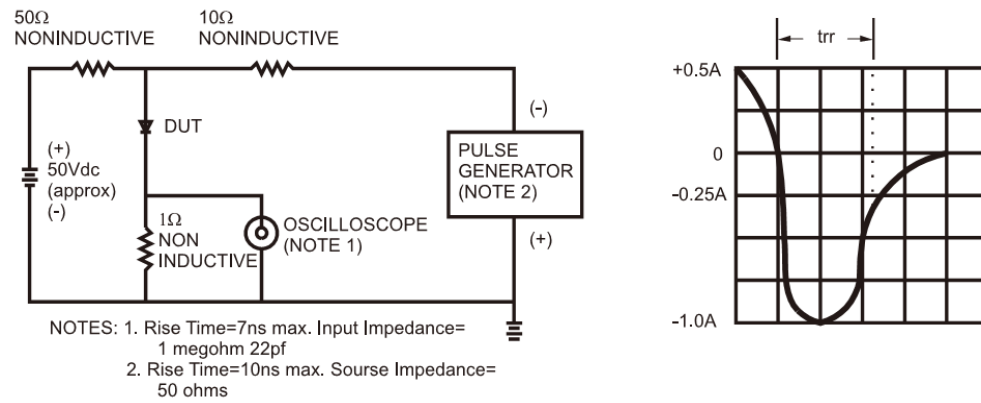 50Ω
NONINDUCTIVE
10Ω
NONINDUCTIVE
DUT
(+)
50Vdc
(approx)
(-)
1Ω
NON
INDUCTIVE
OSCILLOSCOPE
(NOTE 1)
(-)
PULSE
GENERATOR
(NOTE 2)
(+)
NOTES: 1. Rise Time=7ns max. Input Impedance=
1 megohm 22pf
2. Rise Time=10ns max. Sourse Impedance=
50 ohms
trr
+0.5A
0
-0.25A
-1.0A